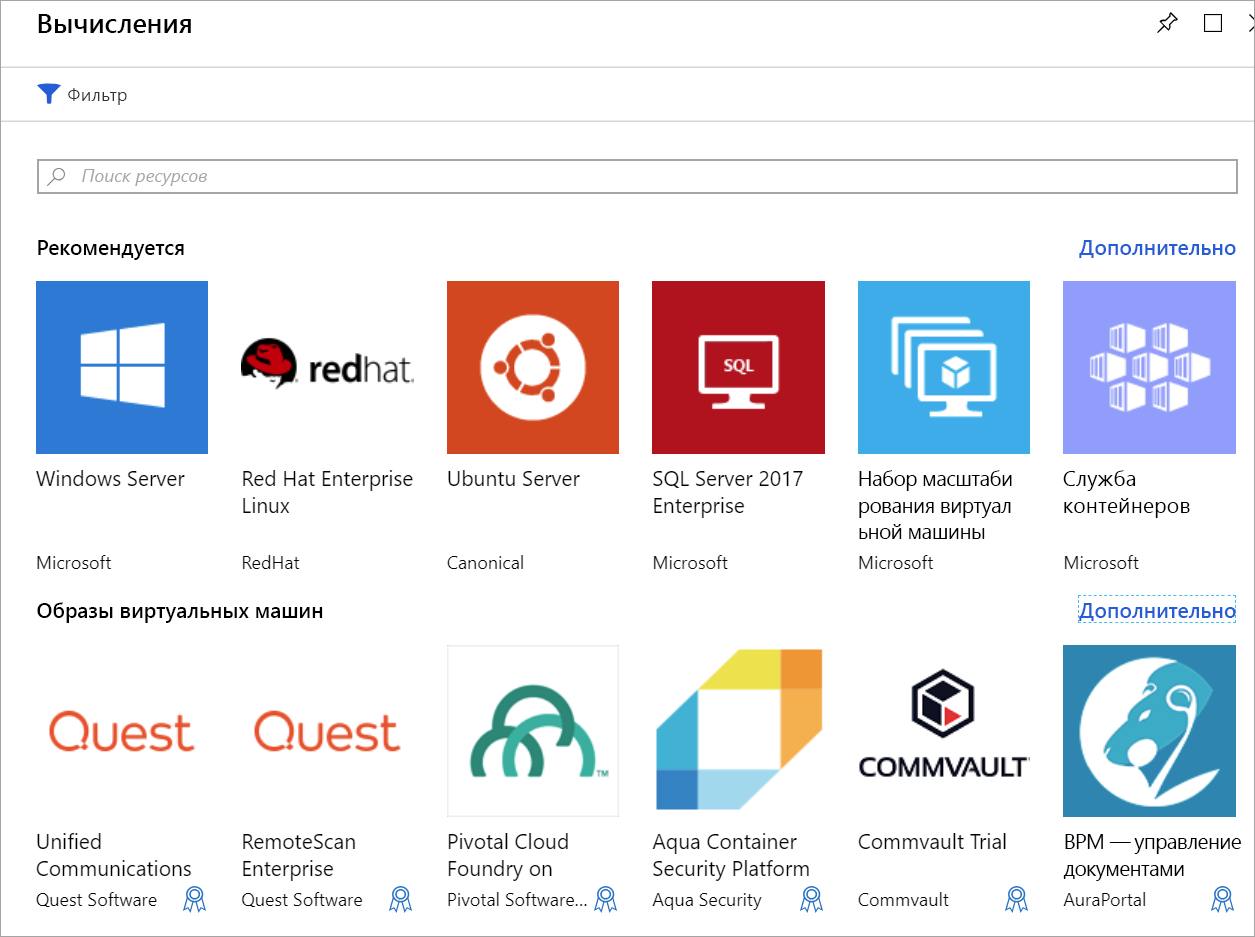 Вычисления
Фильтр
Поиск ресурсов
Рекомендуется
Дополнительно
redhat.
SQL
Windows Server
Red Hat Enterprise
Linux
Ubuntu Server
SQL Server 2017
Enterprise
Набор масштаби
рования виртуал
ьной машины
Служба
контейнеров
Microsoft
RedHat
Canonical
Microsoft
Microsoft
Microsoft
Образы виртуальных машин
Дополнительно
Quest
Quest
TM
COMMVAULT
Unified
Communications
RemoteScan
Enterprise
Pivotal Cloud
Foundry on
Aqua Container
Security Platform
Commvault Trial
BPM — управление
документами
Quest Software
Quest Software
Pivotal Software...
Aqua Security
Commvault
AuraPortal